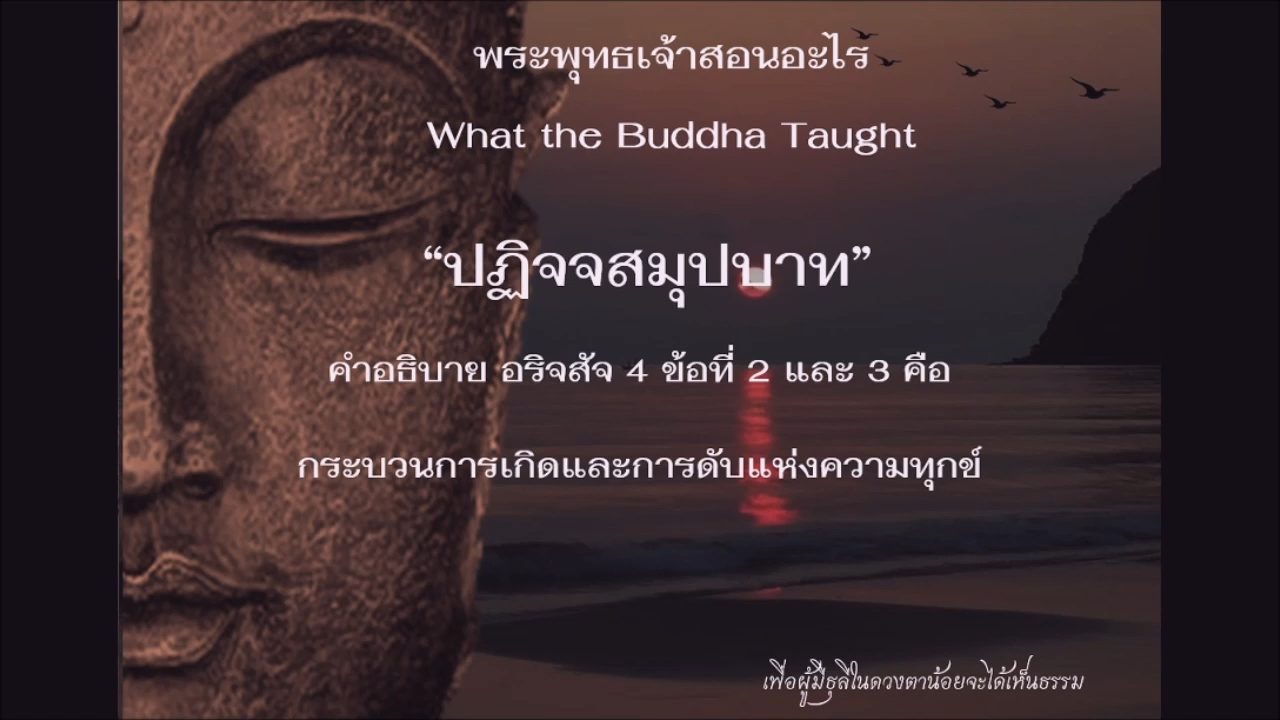 พระพุทธเจ้าสอนอะไร
What the Buddha Taught
“ปฏิจจสมุปบาท”
คำอธิบาย อริจสัจ 4 ข้อที่ 2 และ 3 คือ
กระบวนการเกิดและการดับแห่งความทุกข์
เพื่อผู้มีธุลีในดวงตาน้อยจะได้เห็นธรรม